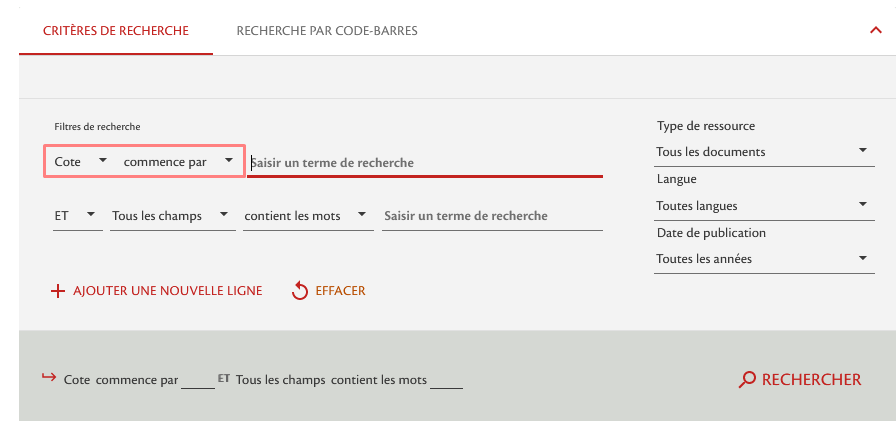 CRITÈRES DE RECHERCHE RECHERCHE PAR CODE-BARRES
Filtres de recherche
Cote commence par Saisir un terme de recherche
ET Tous les champs contient les mots Saisir un terme de recherche
AJOUTER UNE NOUVELLE LIGNE EFFACER
Type de ressource
Tous les documents
Langue
Toutes langues
Date de publication
Toutes les années
Cote commence par ET Tous les champs contient les mots
RECHERCHER